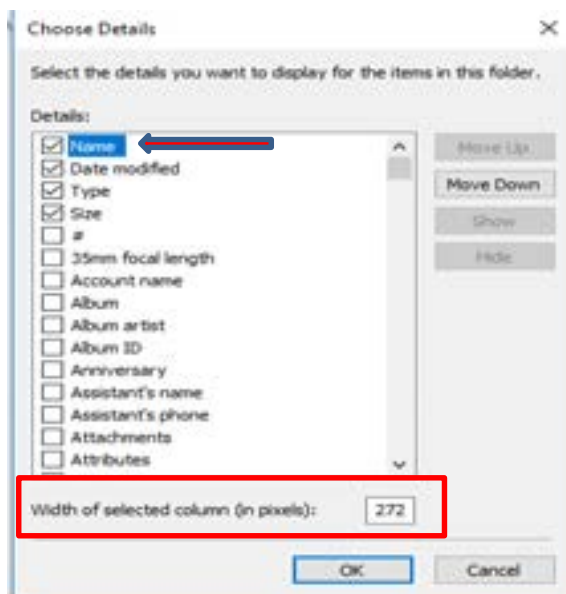 Choose Details
Select the details you want to display for the items in this folder.
Details:
Name
Date modified
Type
Size
#
35mm focal length
Account name
Album
Album artist
Album ID
Anniversary
Assistant's name
Assistant's phone
Attachments
Attributes
Move Up
Move Down
Show
Hide
Width of selected column (in pixels): 272
OK Cancel